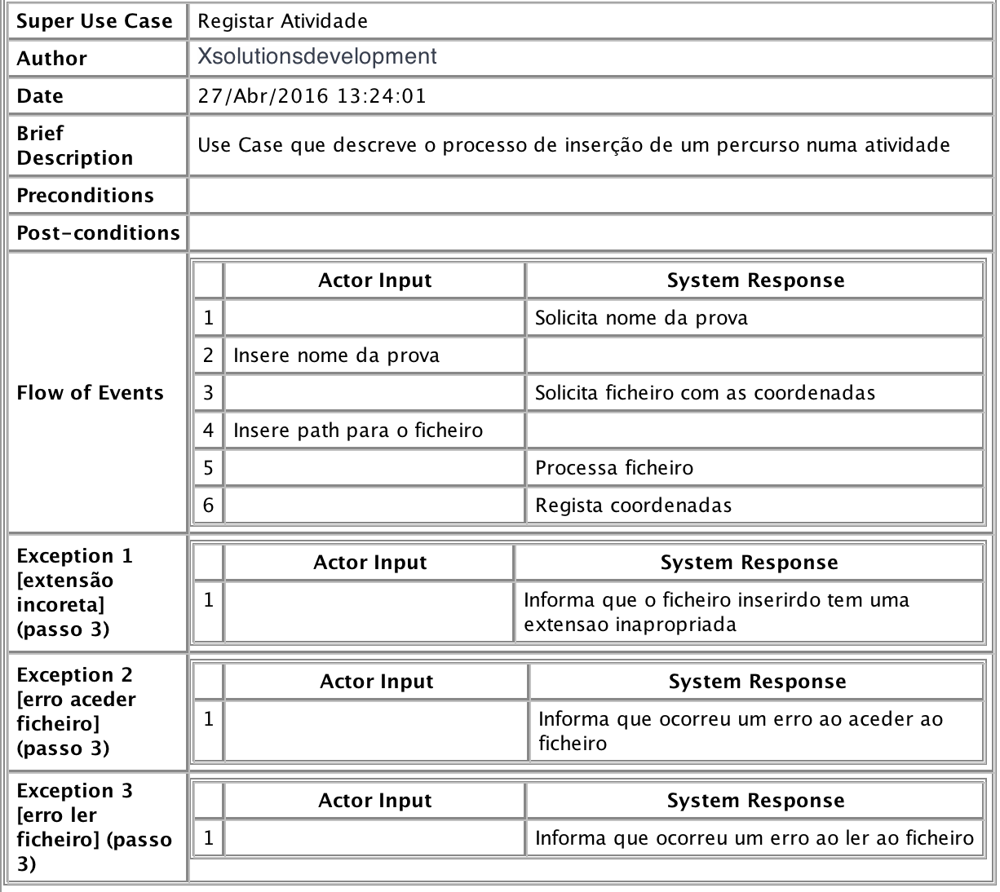 Super Use Case Registar Atividade
Author Xsolutionsdevelopment
Date 27/Abr/2016 13:24:01
Brief
Description
Use Case que descreve o processo de inserção de um percurso numa atividade
Preconditions
Post-conditions
Flow of Events
Actor Input System Response
1 Solicita nome da prova
2 Insere nome da prova
3 Solicita ficheiro com as coordenadas
4 Insere path para o ficheiro
5 Processa ficheiro
6 Regista coordenadas
Exception 1
[extensão
incoreta]
(passo 3)
Actor Input System Response
1 Informa que o ficheiro inserirdo tem uma
extensao inapropriada
Exception 2
[erro aceder
ficheiro]
(passo 3)
Actor Input System Response
1 Informa que ocorreu um erro ao aceder ao
ficheiro
Exception 3
[erro ler
ficheiro] (passo
3)
Actor Input System Response
1 Informa que ocorreu um erro ao ler ao ficheiro